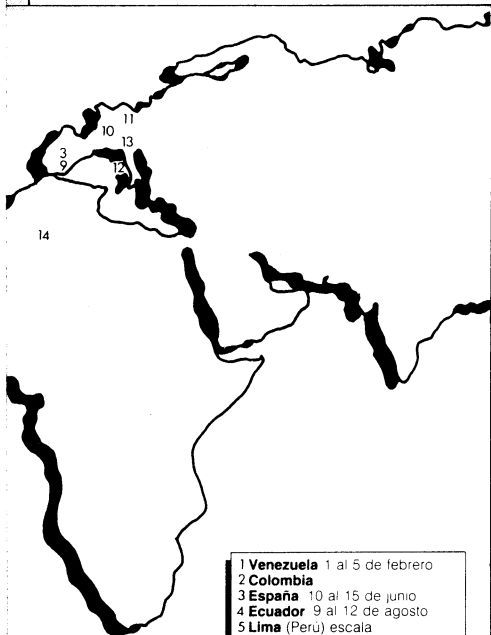 11
10
13
3
9
12
14
1 Venezuela 1 al 5 de febrero
2 Colombia
3 España 10 al 15 de junio
4 Ecuador 9 al 12 de agosto
5 Lima (Perú) escala